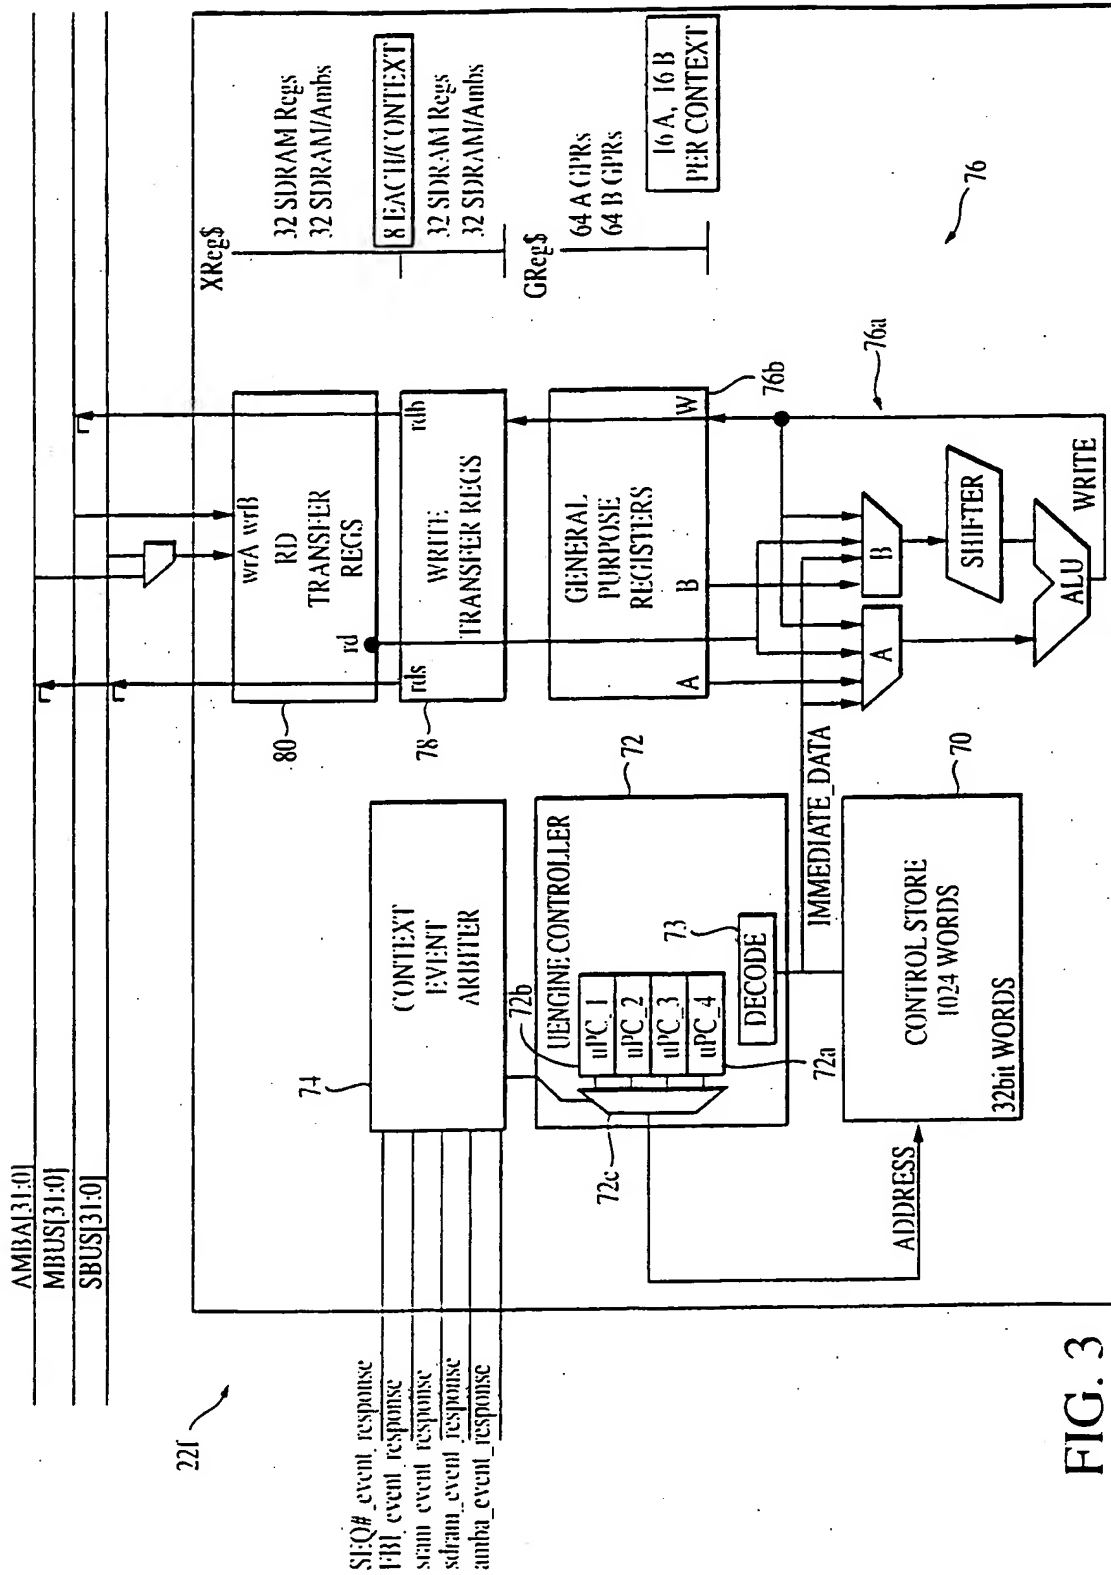 AMBA[31:0]
MBUS[31:0]
SBUS[31:0]
22f
SEQ#_event_response
FBI_event_response
sram_event_response
sdram_event_response
amba_event_response
74
CONTEXT
EVENT
ARBITER
72b
72
UENGINE CONTROLLER
uPC_1
uPC_2
uPC_3
uPC_4
72a
72c
73
DECODE
IMMEDIATE_DATA
ADDRESS
70
CONTROL STORE
1024 WORDS
32bit WORDS
80
wrA wrB
RD
TRANSFER
REGS
rd
78
rds
rdb
WRITE
TRANSFER REGS
GENERAL
PURPOSE
REGISTERS
A
B
W
76b
76a
A
B
SHIFTER
ALU
WRITE
XReg$
32 SDRAM Regs
32 SDRAM/Ambs
8 EACH/CONTEXT
32 SDRAM Regs
32 SDRAM/Ambs
GReg$
64 A GPRs
64 B GPRs
16 A, 16 B
PER CONTEXT
76
FIG. 3